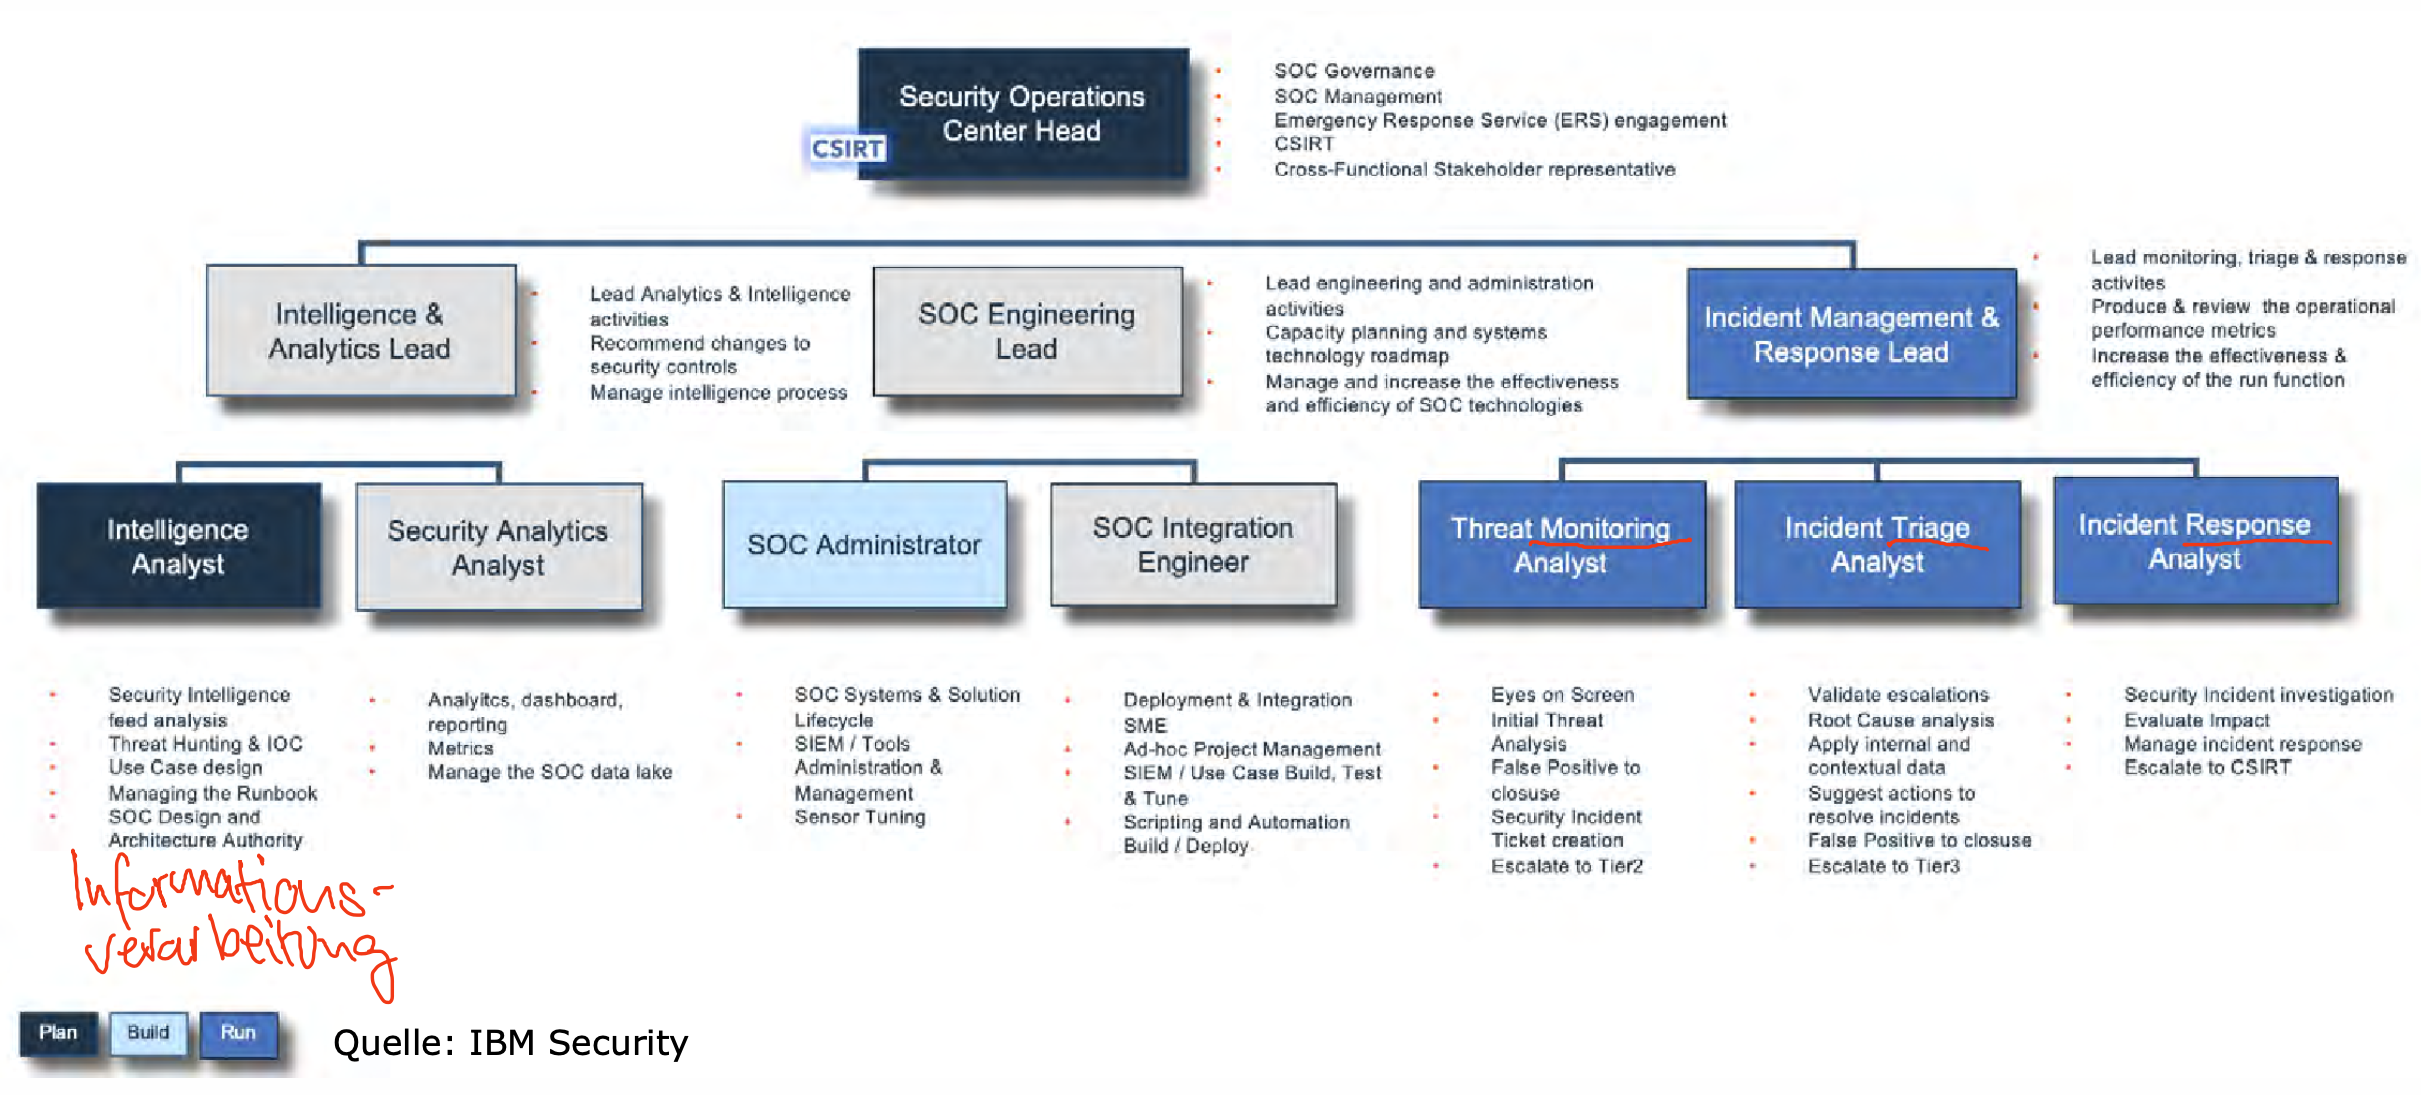 Security Operations
Center Head
CSIRT
SOC Governance
SOC Management
Emergency Response Service (ERS) engagement
CSIRT
Cross-Functional Stakeholder representative
Intelligence &
Analytics Lead
Lead Analytics & Intelligence
activities
Recommend changes to
security controls
Manage intelligence process
SOC Engineering
Lead
Lead engineering and administration
activities
Capacity planning and systems
technology roadmap
Manage and increase the effectiveness
and efficiency of SOC technologies
Incident Management &
Response Lead
Lead monitoring, triage & response
activites
Produce & review the operational
performance metrics
Increase the effectiveness &
efficiency of the run function
Intelligence
Analyst
Security Analytics
Analyst
SOC Administrator
SOC Integration
Engineer
Threat Monitoring
Analyst
Incident Triage
Analyst
Incident Response
Analyst
Security Intelligence
feed analysis
Threat Hunting & IOC
Use Case design
Managing the Runbook
SOC Design and
Architecture Authority
Analyitcs, dashboard,
reporting
Metrics
Manage the SOC data lake
SOC Systems & Solution
Lifecycle
SIEM / Tools
Administration &
Management
Sensor Tuning
Deployment & Integration
SME
Ad-hoc Project Management
SIEM / Use Case Build, Test
& Tune
Scripting and Automation
Build / Deploy
Eyes on Screen
Initial Threat
Analysis
False Positive to
closuse
Security Incident
Ticket creation
Escalate to Tier2
Validate escalations
Root Cause analysis
Apply internal and
contextual data
Suggest actions to
resolve incidents
False Positive to closuse
Escalate to Tier3
Security Incident investigation
Evaluate Impact
Manage incident response
Escalate to CSIRT
Informations-
verarbeitung
Plan
Build
Run
Quelle: IBM Security